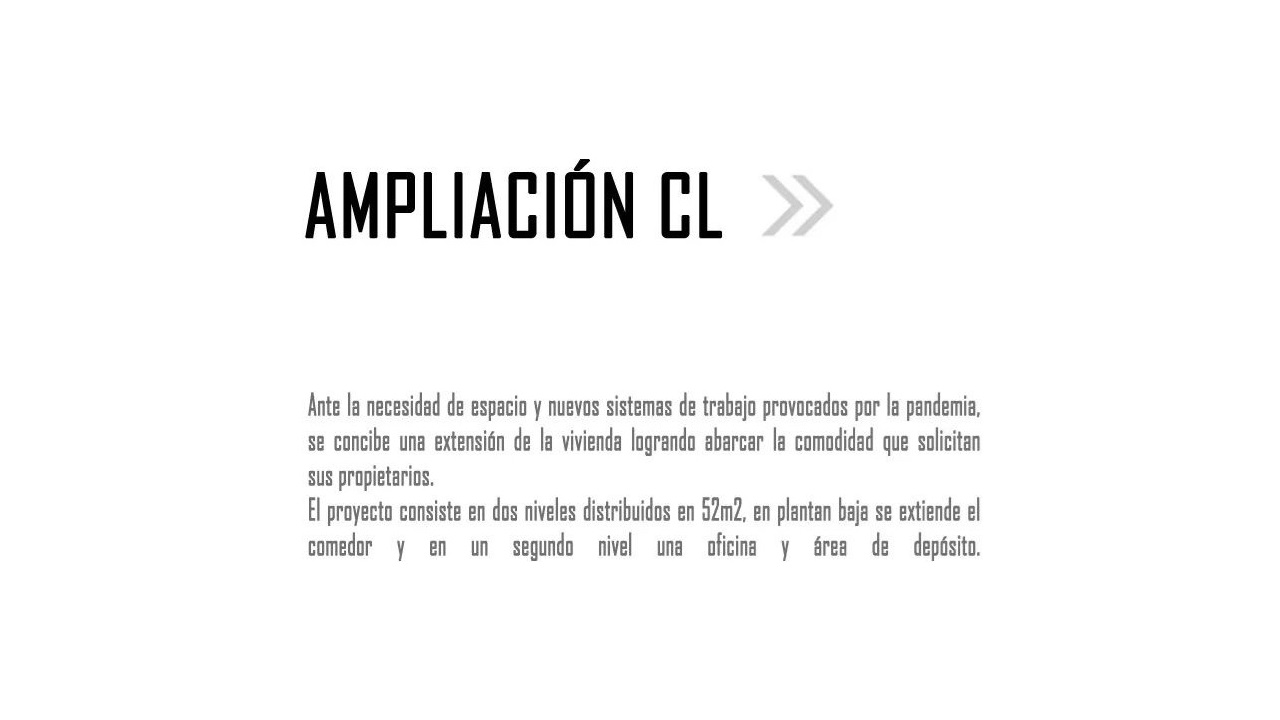 AMPLIACIÓN CL
Ante la necesidad de espacio y nuevos sistemas de trabajo provocados por la pandemia,
se concibe una extensión de la vivienda logrando abarcar la comodidad que solicitan
sus propietarios.
El proyecto consiste en dos niveles distribuidos en 52m2, en plantan baja se extiende el
comedor y en un segundo nivel una oficina y área de depósito.